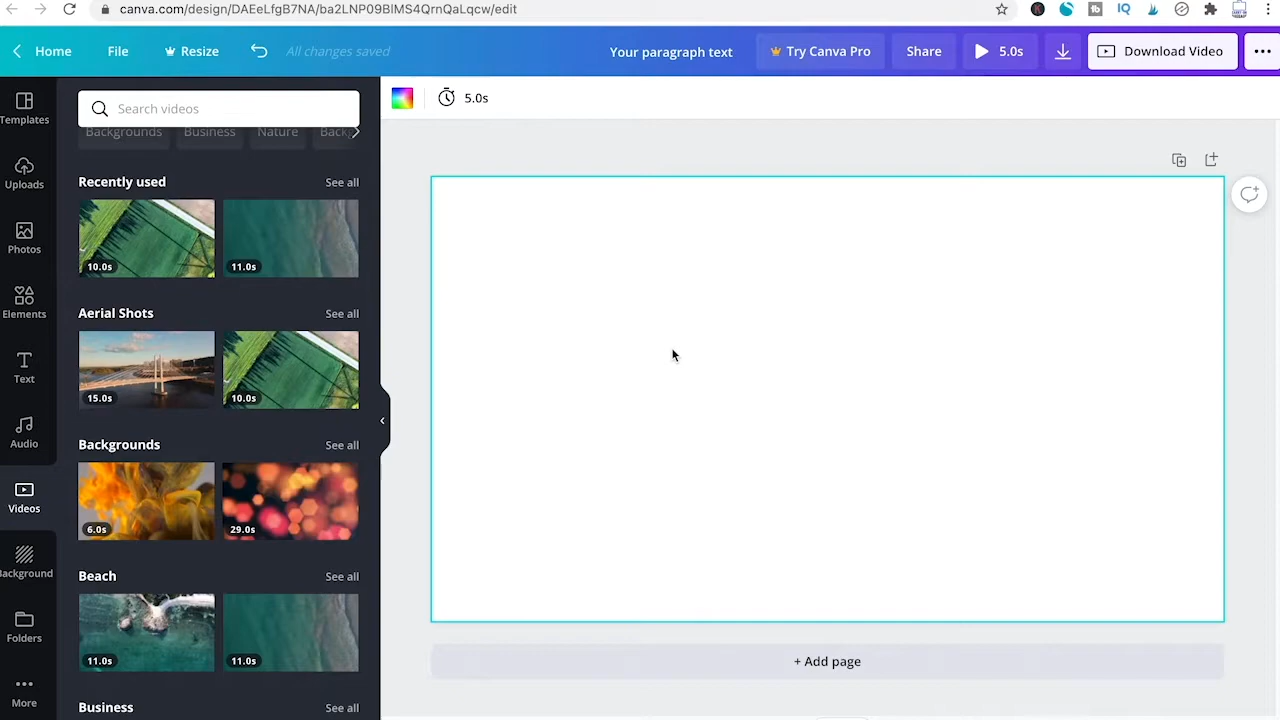 canva.com/design/DAEeLfgB7NA/ba2LNP09BlMS4QrnQaLqcw/edit
Home File Resize All changes saved Your paragraph text Try Canva Pro Share 5.0s Download Video
Templates
Uploads
Photos
Elements
Text
Audio
Videos
Background
Folders
More
Search videos
Backgrounds Business Nature Backg
Recently used See all
10.0s 11.0s
Aerial Shots See all
15.0s 10.0s
Backgrounds See all
6.0s 29.0s
Beach See all
11.0s 11.0s
Business See all
5.0s
+ Add page